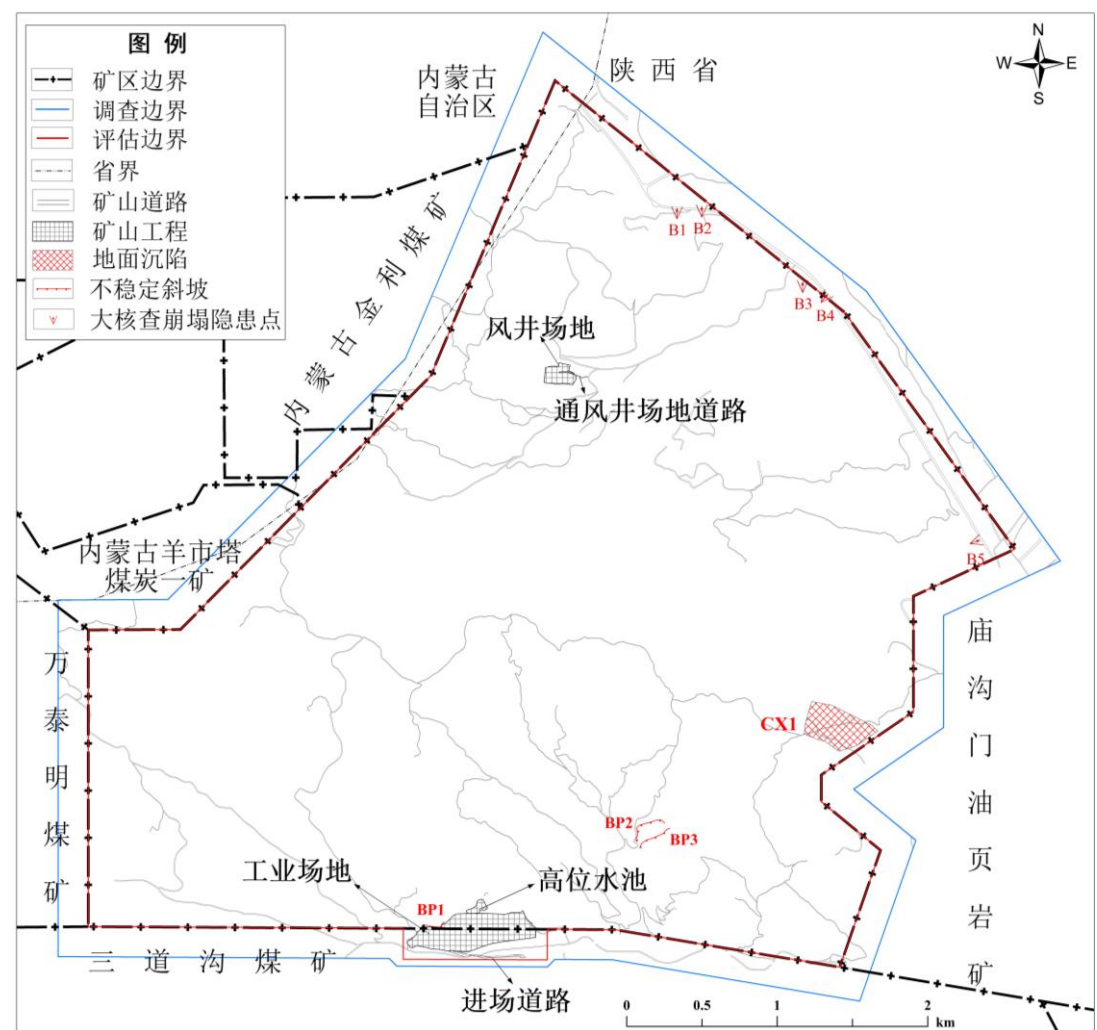 图 例
矿区边界
调查边界
评估边界
省界
矿山道路
矿山工程
地面沉陷
不稳定斜坡
大核查崩塌隐患点
内蒙古
自治区
陕西省
N
W
E
S
B1
B2
B3
B4
内蒙古金利煤矿
风井场地
通风井场地道路
内蒙古羊市塔
煤炭一矿
B5
万泰明煤矿
庙沟门油页岩矿
CX1
BP2
BP3
工业场地
高位水池
BP1
三道沟煤矿
进场道路
0
0.5
1
2
km